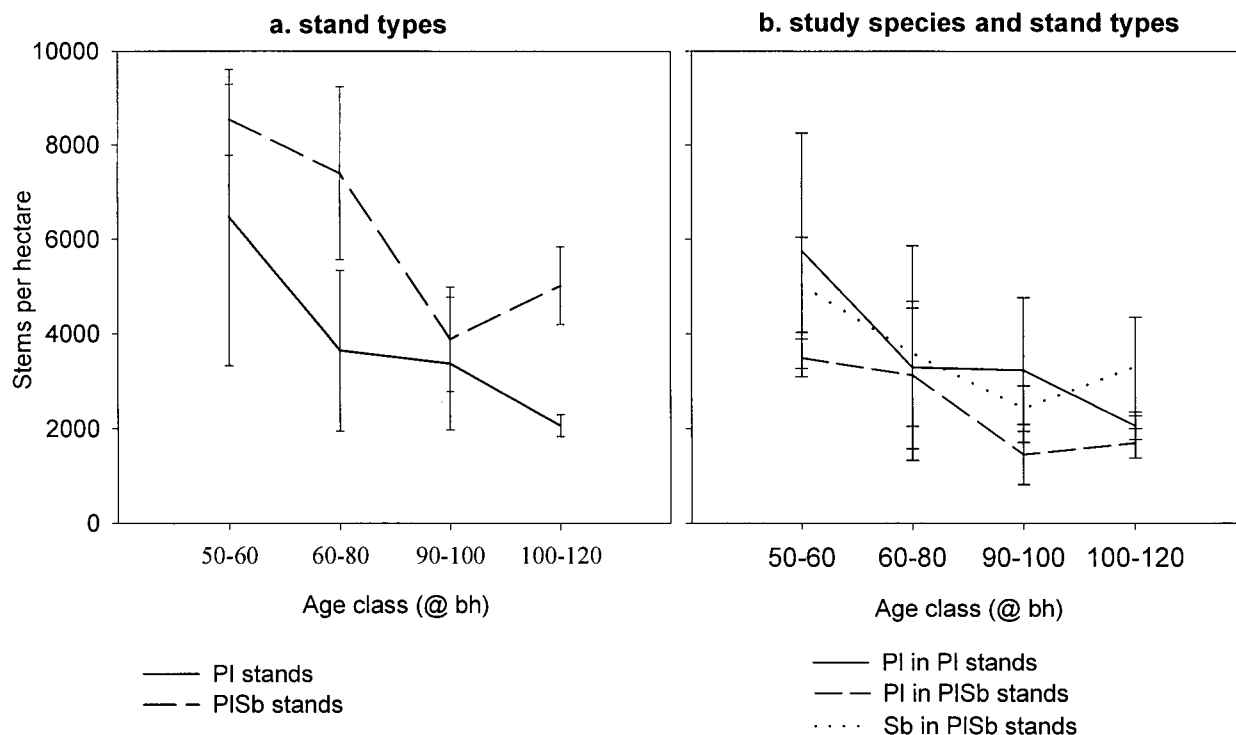 a. stand types
b. study species and stand types
10000
8000
6000
4000
2000
0
Stems per hectare
50-60 60-80 90-100 100-120
50-60 60-80 90-100 100-120
Age class (@ bh)
Age class (@ bh)
Pl stands
PlSb stands
Pl in Pl stands
Pl in PlSb stands
Sb in PlSb stands